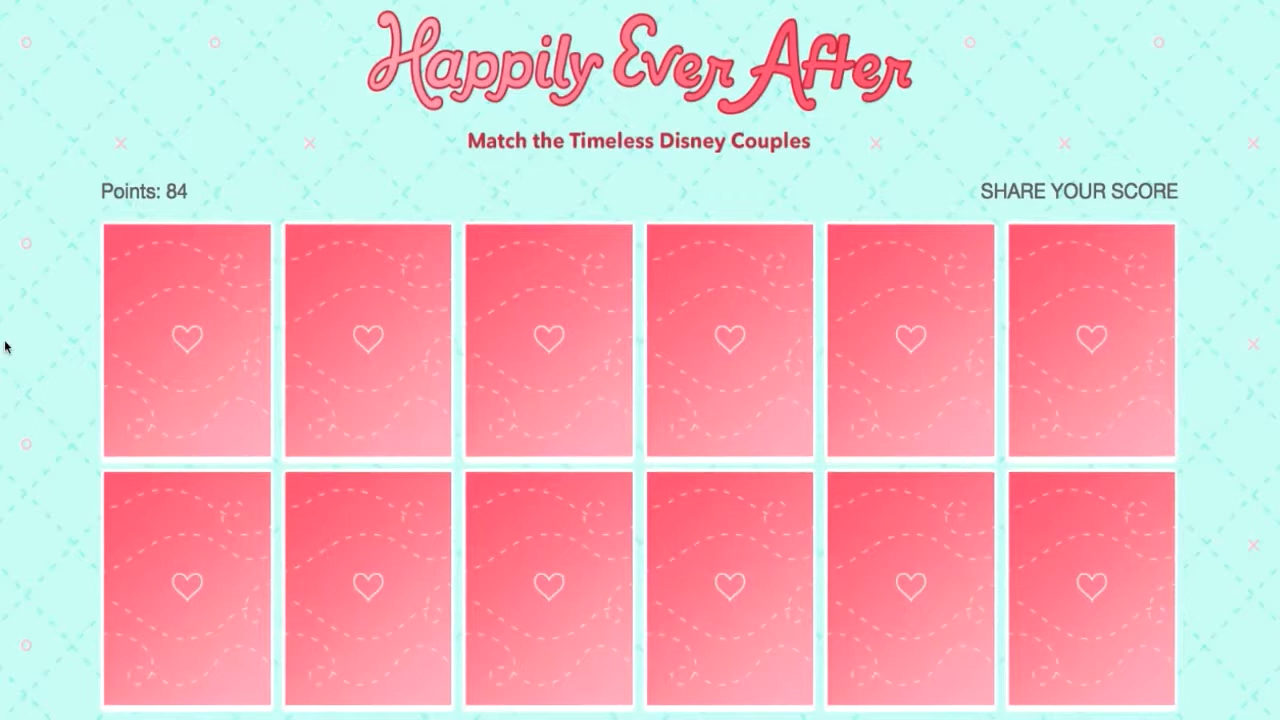 Happily Ever After
Match the Timeless Disney Couples
Points: 84
SHARE YOUR SCORE